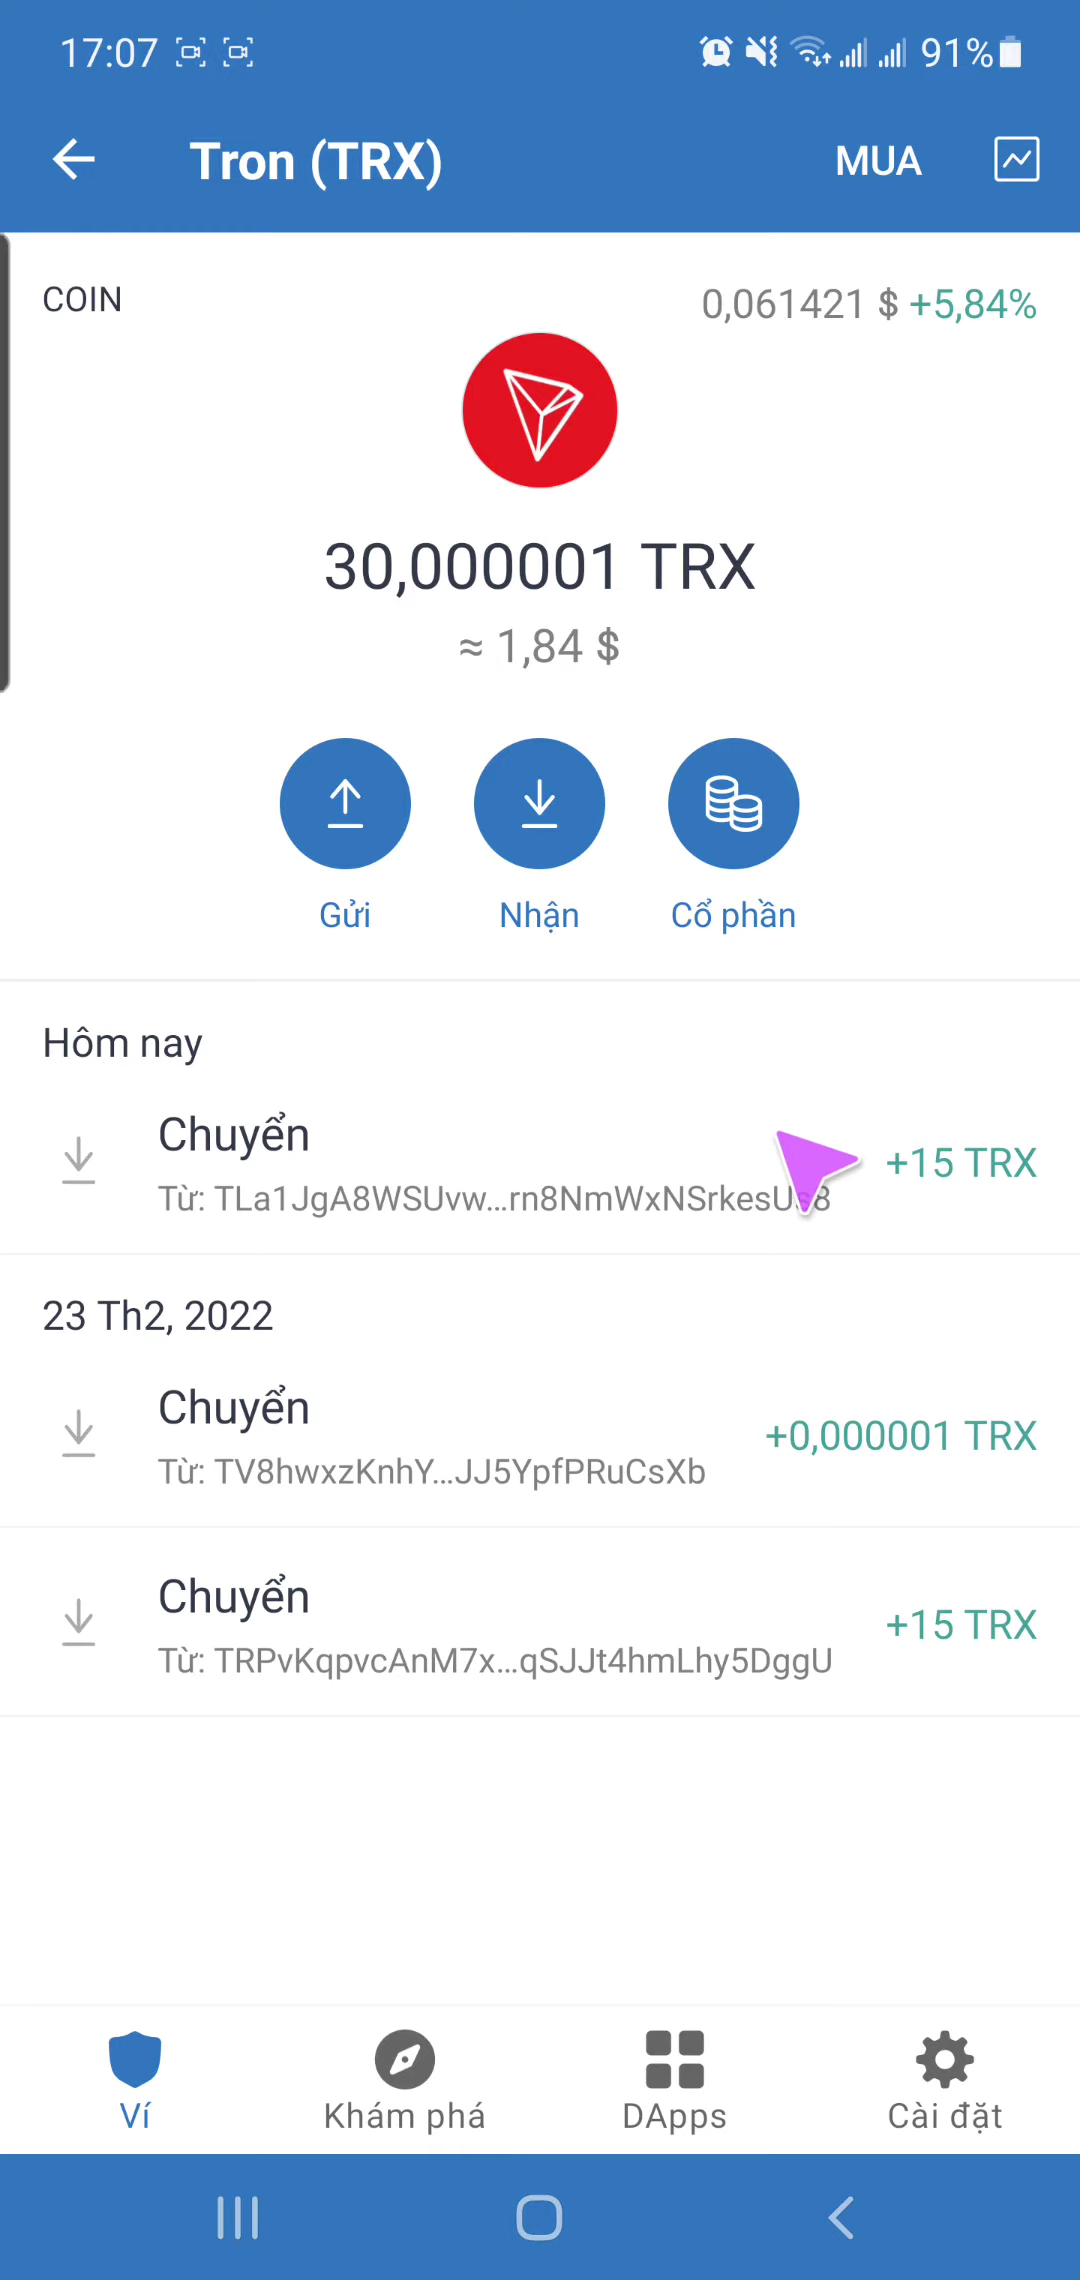 17:07 91%
Tron (TRX) MUA
COIN 0,061421 $ +5,84%
30,000001 TRX
≈ 1,84 $
Gửi Nhận Cổ phần
Hôm nay
Chuyển +15 TRX
Từ: TLa1JgA8WSUvw...rn8NmWxNSrkesUs8
23 Th2, 2022
Chuyển +0,000001 TRX
Từ: TV8hwxzKnhY...JJ5YpfPRuCsXb
Chuyển +15 TRX
Từ: TRPvKqpvcAnM7x...qSJJt4hmLhy5DggU
Ví Khám phá DApps Cài đặt